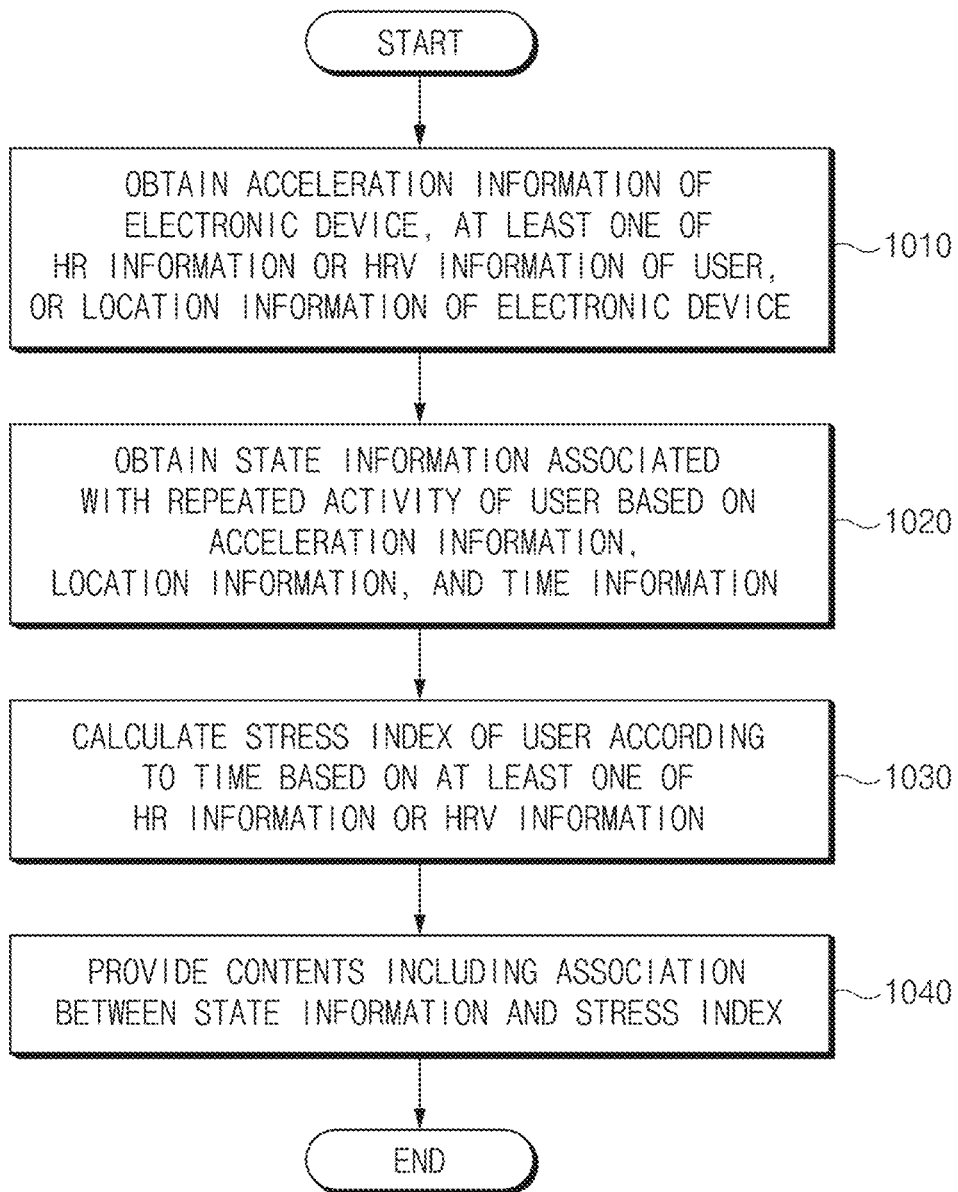 START
OBTAIN ACCELERATION INFORMATION OF
ELECTRONIC DEVICE, AT LEAST ONE OF
HR INFORMATION OR HRV INFORMATION OF USER,
OR LOCATION INFORMATION OF ELECTRONIC DEVICE
1010
OBTAIN STATE INFORMATION ASSOCIATED
WITH REPEATED ACTIVITY OF USER BASED ON
ACCELERATION INFORMATION,
LOCATION INFORMATION, AND TIME INFORMATION
1020
CALCULATE STRESS INDEX OF USER ACCORDING
TO TIME BASED ON AT LEAST ONE OF
HR INFORMATION OR HRV INFORMATION
1030
PROVIDE CONTENTS INCLUDING ASSOCIATION
BETWEEN STATE INFORMATION AND STRESS INDEX
1040
END